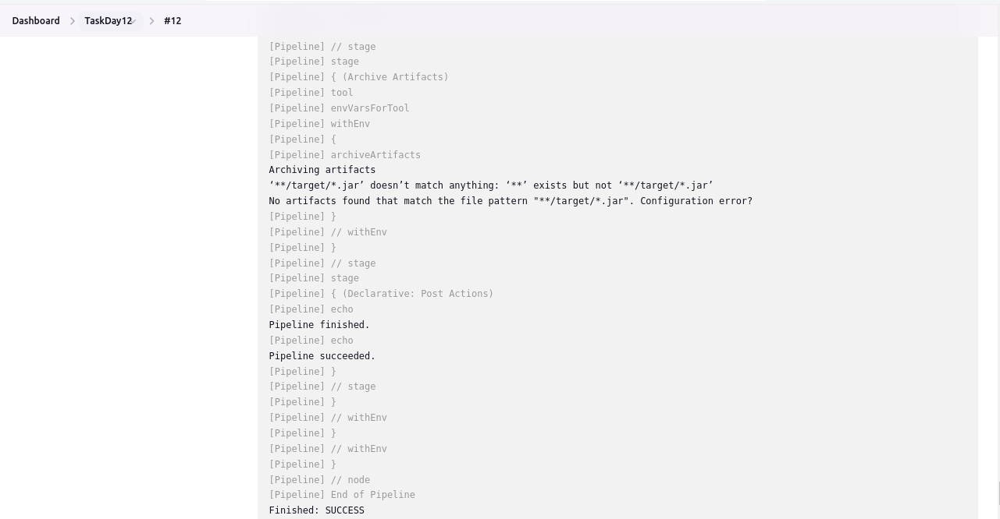 Dashboard > TaskDay12 > #12
[Pipeline] // stage
[Pipeline] stage
[Pipeline] { (Archive Artifacts)
[Pipeline] tool
[Pipeline] envVarsForTool
[Pipeline] withEnv
[Pipeline] {
[Pipeline] archiveArtifacts
Archiving artifacts
‘**/target/*.jar’ doesn’t match anything: ‘**’ exists but not ‘**/target/*.jar’
No artifacts found that match the file pattern "**/target/*.jar". Configuration error?
[Pipeline] }
[Pipeline] // withEnv
[Pipeline] }
[Pipeline] // stage
[Pipeline] stage
[Pipeline] { (Declarative: Post Actions)
[Pipeline] echo
Pipeline finished.
[Pipeline] echo
Pipeline succeeded.
[Pipeline] }
[Pipeline] // stage
[Pipeline] }
[Pipeline] // withEnv
[Pipeline] }
[Pipeline] // withEnv
[Pipeline] }
[Pipeline] // node
[Pipeline] End of Pipeline
Finished: SUCCESS